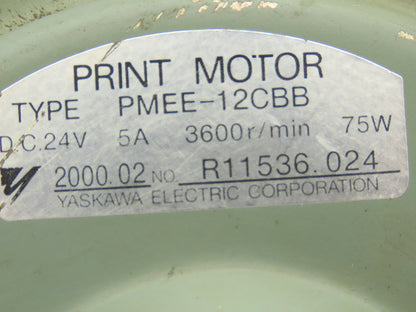 PRINT MOTOR
TYPE PMEE-12CBB
D.C.24V 5A 3600r/min 75W
2000.02 NO. R11536.024
YASKAWA ELECTRIC CORPORATION